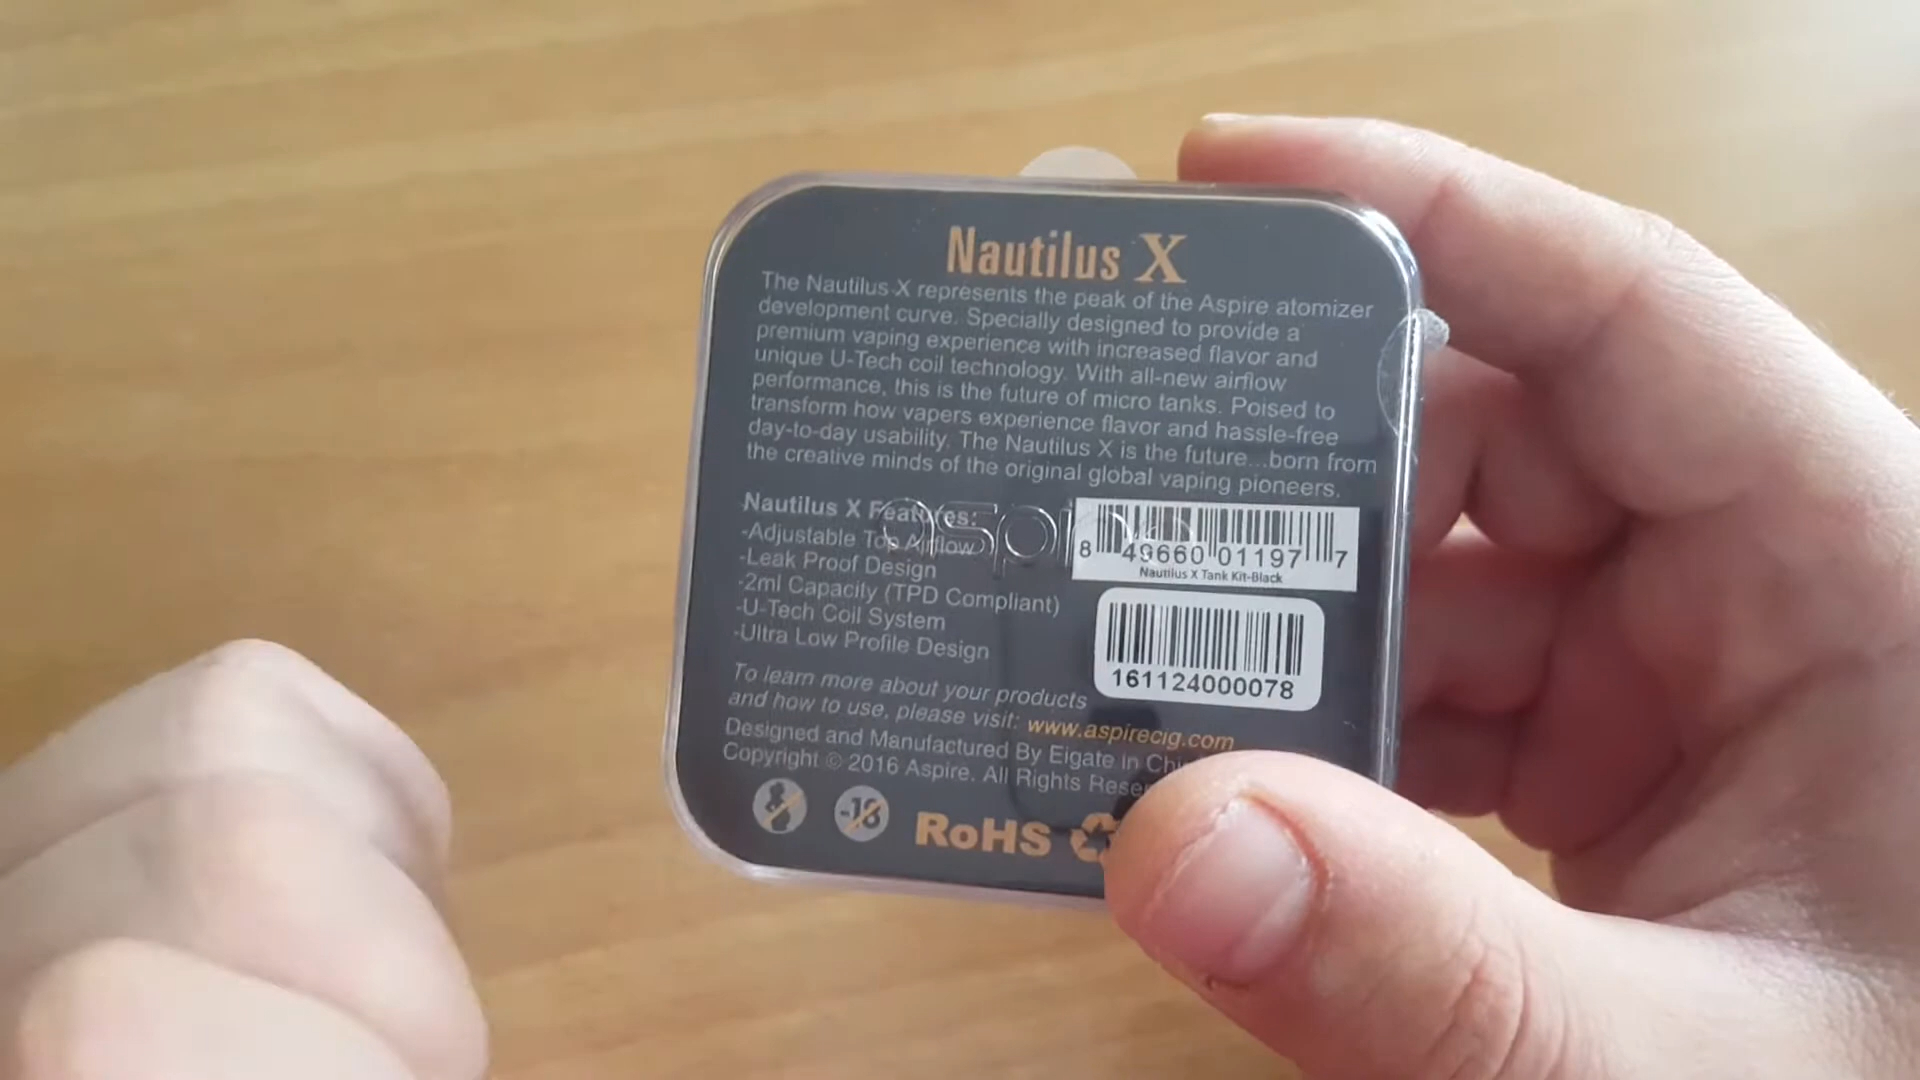 Nautilus X
The Nautilus X represents the peak of the Aspire atomizer
development curve. Specially designed to provide a
premium vaping experience with increased flavor and
unique U-Tech coil technology. With all-new airflow
performance, this is the future of micro tanks. Poised to
transform how vapers experience flavor and hassle-free
day-to-day usability. The Nautilus X is the future...born from
the creative minds of the original global vaping pioneers.
Nautilus X Features:
-Adjustable Top Airflow
-Leak Proof Design
-2ml Capacity (TPD Compliant)
-U-Tech Coil System
-Ultra Low Profile Design
aspire
8 49660 01197 7
Nautilus X Tank Kit-Black
161124000078
To learn more about your products
and how to use, please visit: www.aspirecig.com
Designed and Manufactured By Eigate in
Copyright © 2016 Aspire. All Rights
-18
RoHS